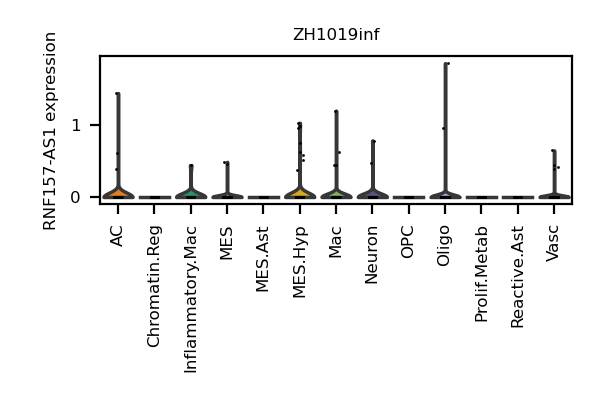 ZH1019inf
RNF157-AS1 expression
1
0
AC
Chromatin.Reg
Inflammatory.Mac
MES
MES.Ast
MES.Hyp
Mac
Neuron
OPC
Oligo
Prolif.Metab
Reactive.Ast
Vasc